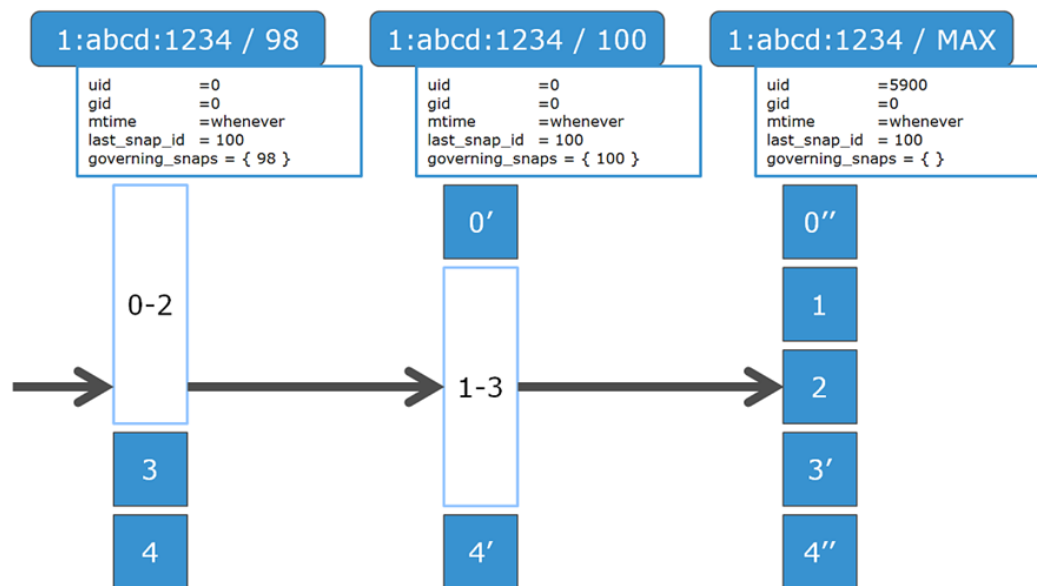 1:abcd:1234 / 98
uid =0
gid =0
mtime =whenever
last_snap_id = 100
governing_snaps = { 98 }
0-2
3
4
1:abcd:1234 / 100
uid =0
gid =0
mtime =whenever
last_snap_id = 100
governing_snaps = { 100 }
0′
1-3
4′
1:abcd:1234 / MAX
uid =5900
gid =0
mtime =whenever
last_snap_id = 100
governing_snaps = { }
0′′
1
2
3′
4′′